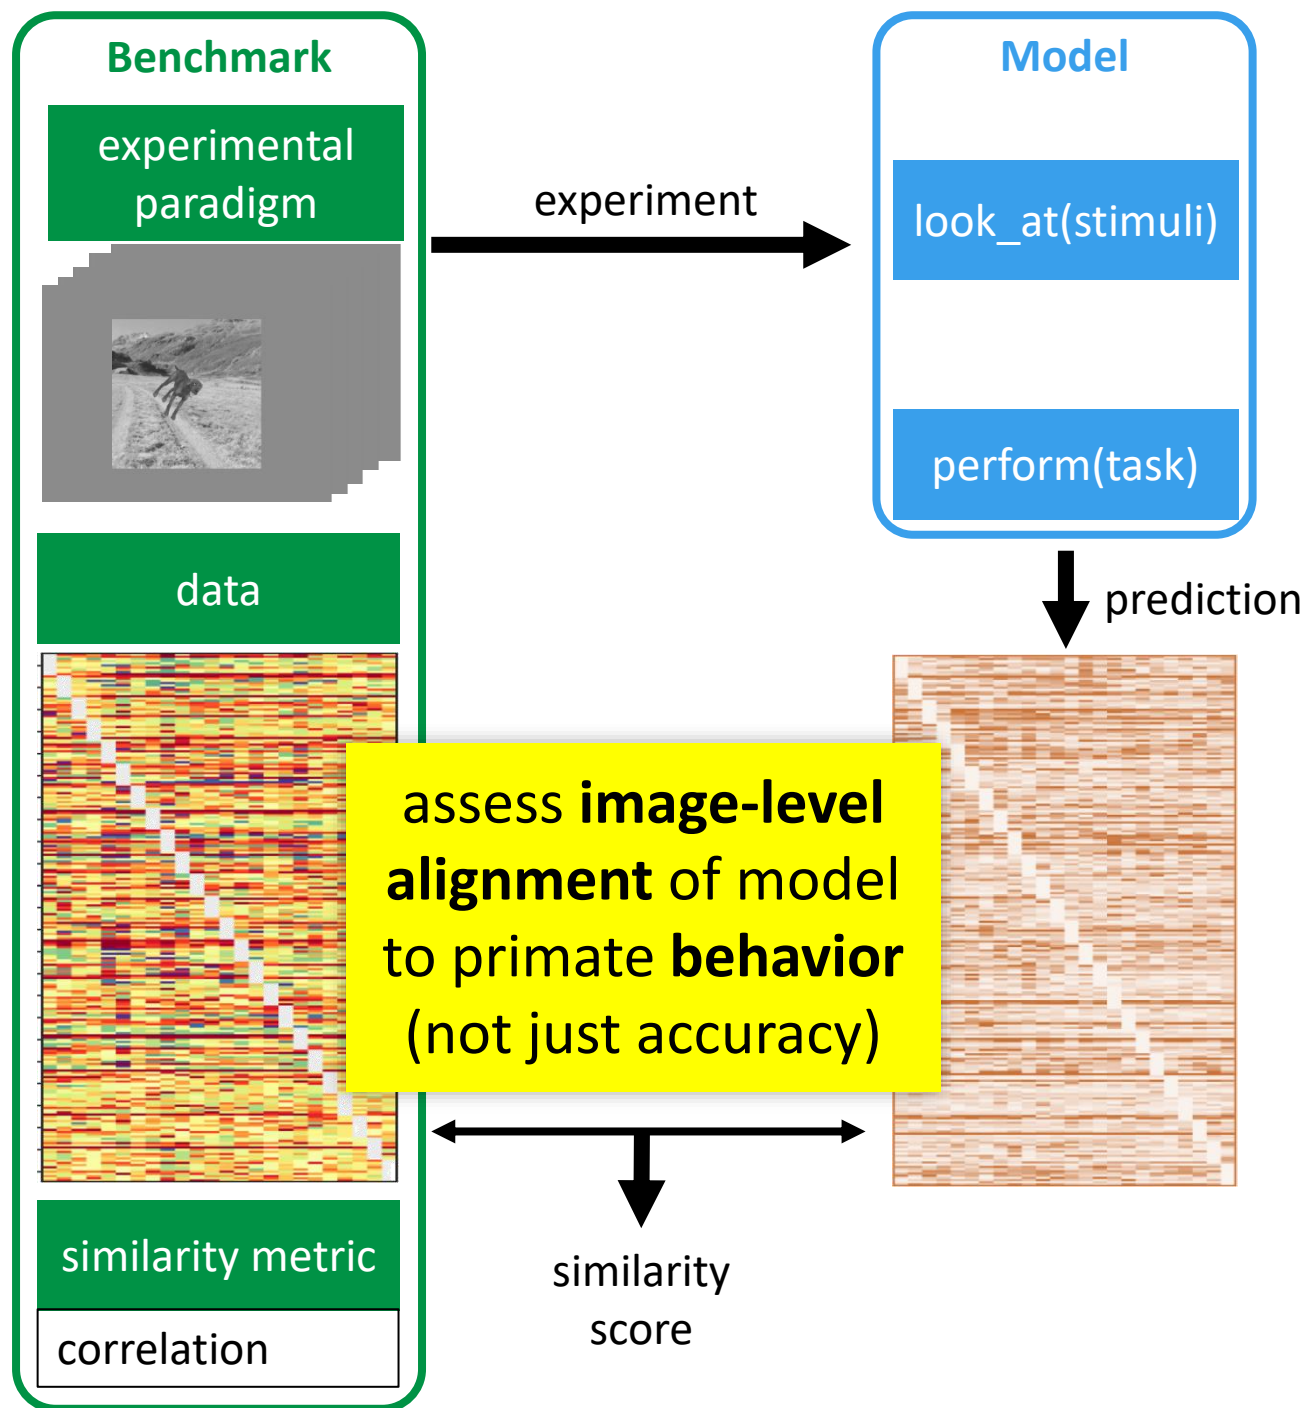 Benchmark
experimental
paradigm
data
similarity metric
correlation
experiment
Model
look_at(stimuli)
perform(task)
prediction
assess image-level
alignment of model
to primate behavior
(not just accuracy)
similarity
score